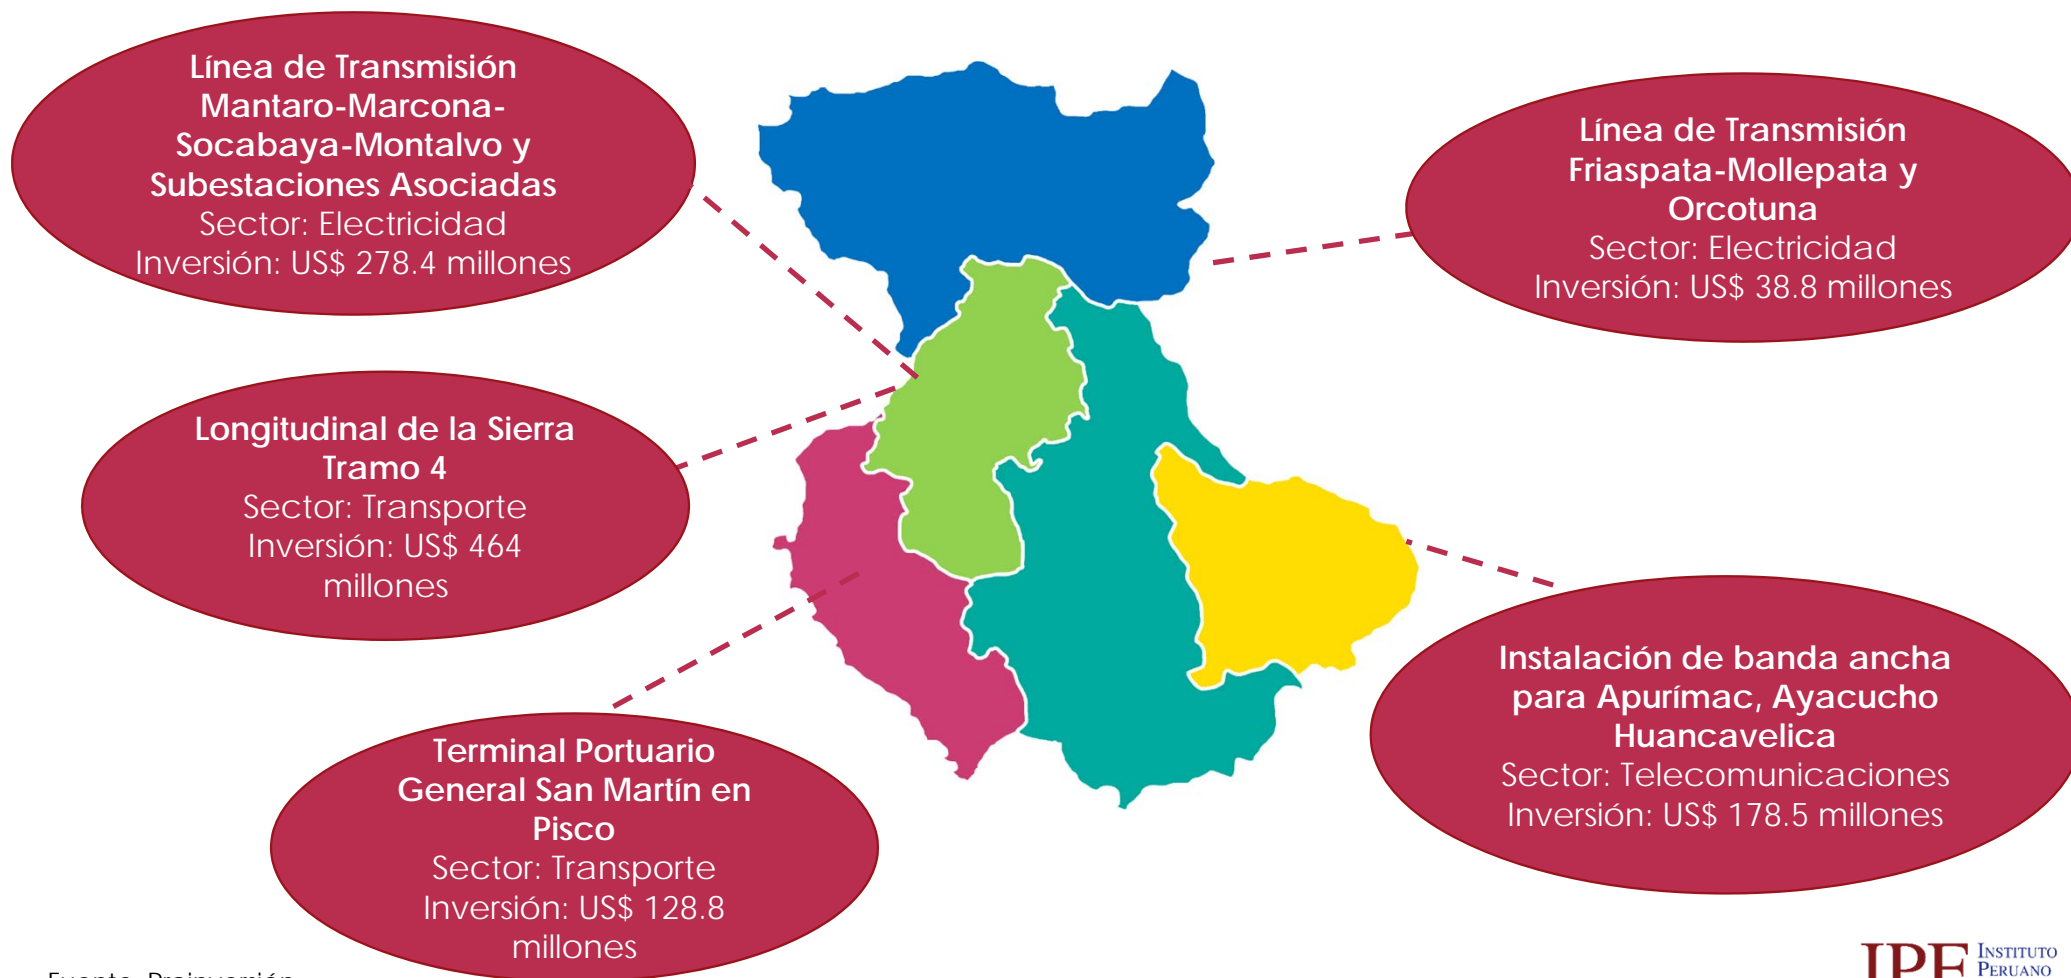 Línea de Transmisión
Mantaro-Marcona-
Socabaya-Montalvo y
Subestaciones Asociadas
Sector: Electricidad
Inversión: US$ 278.4 millones
Línea de Transmisión
Friaspata-Mollepata y
Orcotuna
Sector: Electricidad
Inversión: US$ 38.8 millones
Longitudinal de la Sierra
Tramo 4
Sector: Transporte
Inversión: US$ 464
millones
Terminal Portuario
General San Martín en
Pisco
Sector: Transporte
Inversión: US$ 128.8
millones
Instalación de banda ancha
para Apurímac, Ayacucho
Huancavelica
Sector: Telecomunicaciones
Inversión: US$ 178.5 millones
Fuente: Proinversión
IPE INSTITUTO
PERUANO